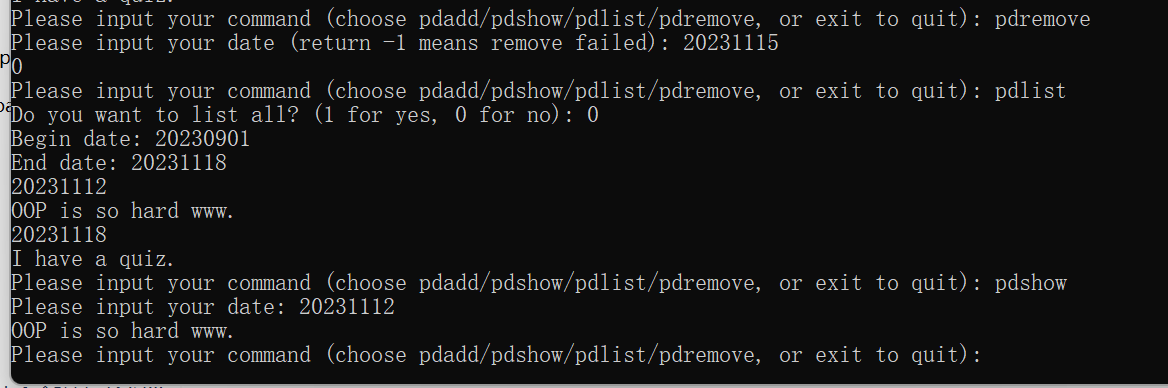 I have a quiz.
Please input your command (choose pdadd/pdshow/pdlist/pdremove, or exit to quit): pdremove
Please input your date (return -1 means remove failed): 20231115
0
Please input your command (choose pdadd/pdshow/pdlist/pdremove, or exit to quit): pdlist
Do you want to list all? (1 for yes, 0 for no): 0
Begin date: 20230901
End date: 20231118
20231112
OOP is so hard www.
20231118
I have a quiz.
Please input your command (choose pdadd/pdshow/pdlist/pdremove, or exit to quit): pdshow
Please input your date: 20231112
OOP is so hard www.
Please input your command (choose pdadd/pdshow/pdlist/pdremove, or exit to quit):